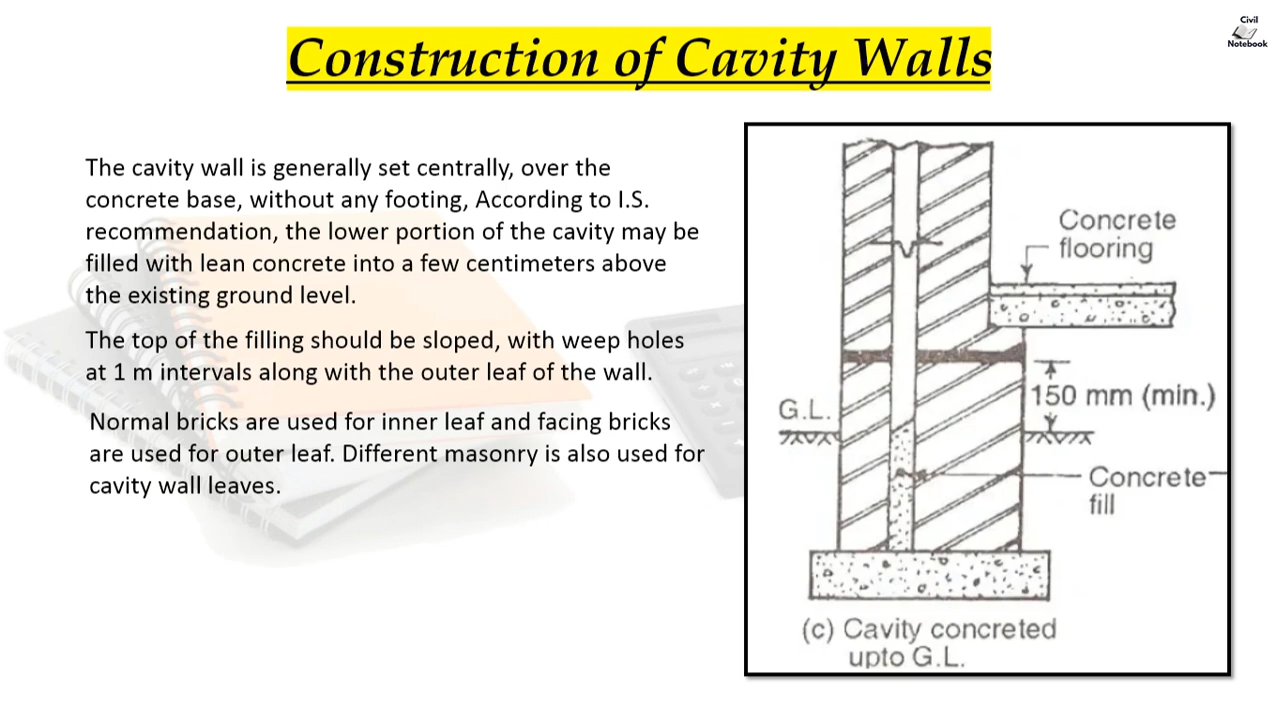 Construction of Cavity Walls
Civil
Notebook
The cavity wall is generally set centrally, over the
concrete base, without any footing, According to I.S.
recommendation, the lower portion of the cavity may be
filled with lean concrete into a few centimeters above
the existing ground level.
The top of the filling should be sloped, with weep holes
at 1 m intervals along with the outer leaf of the wall.
Normal bricks are used for inner leaf and facing bricks
are used for outer leaf. Different masonry is also used for
cavity wall leaves.
Concrete
flooring
150 mm (min.)
G.L.
Concrete
fill
(c) Cavity concreted
upto G.L.